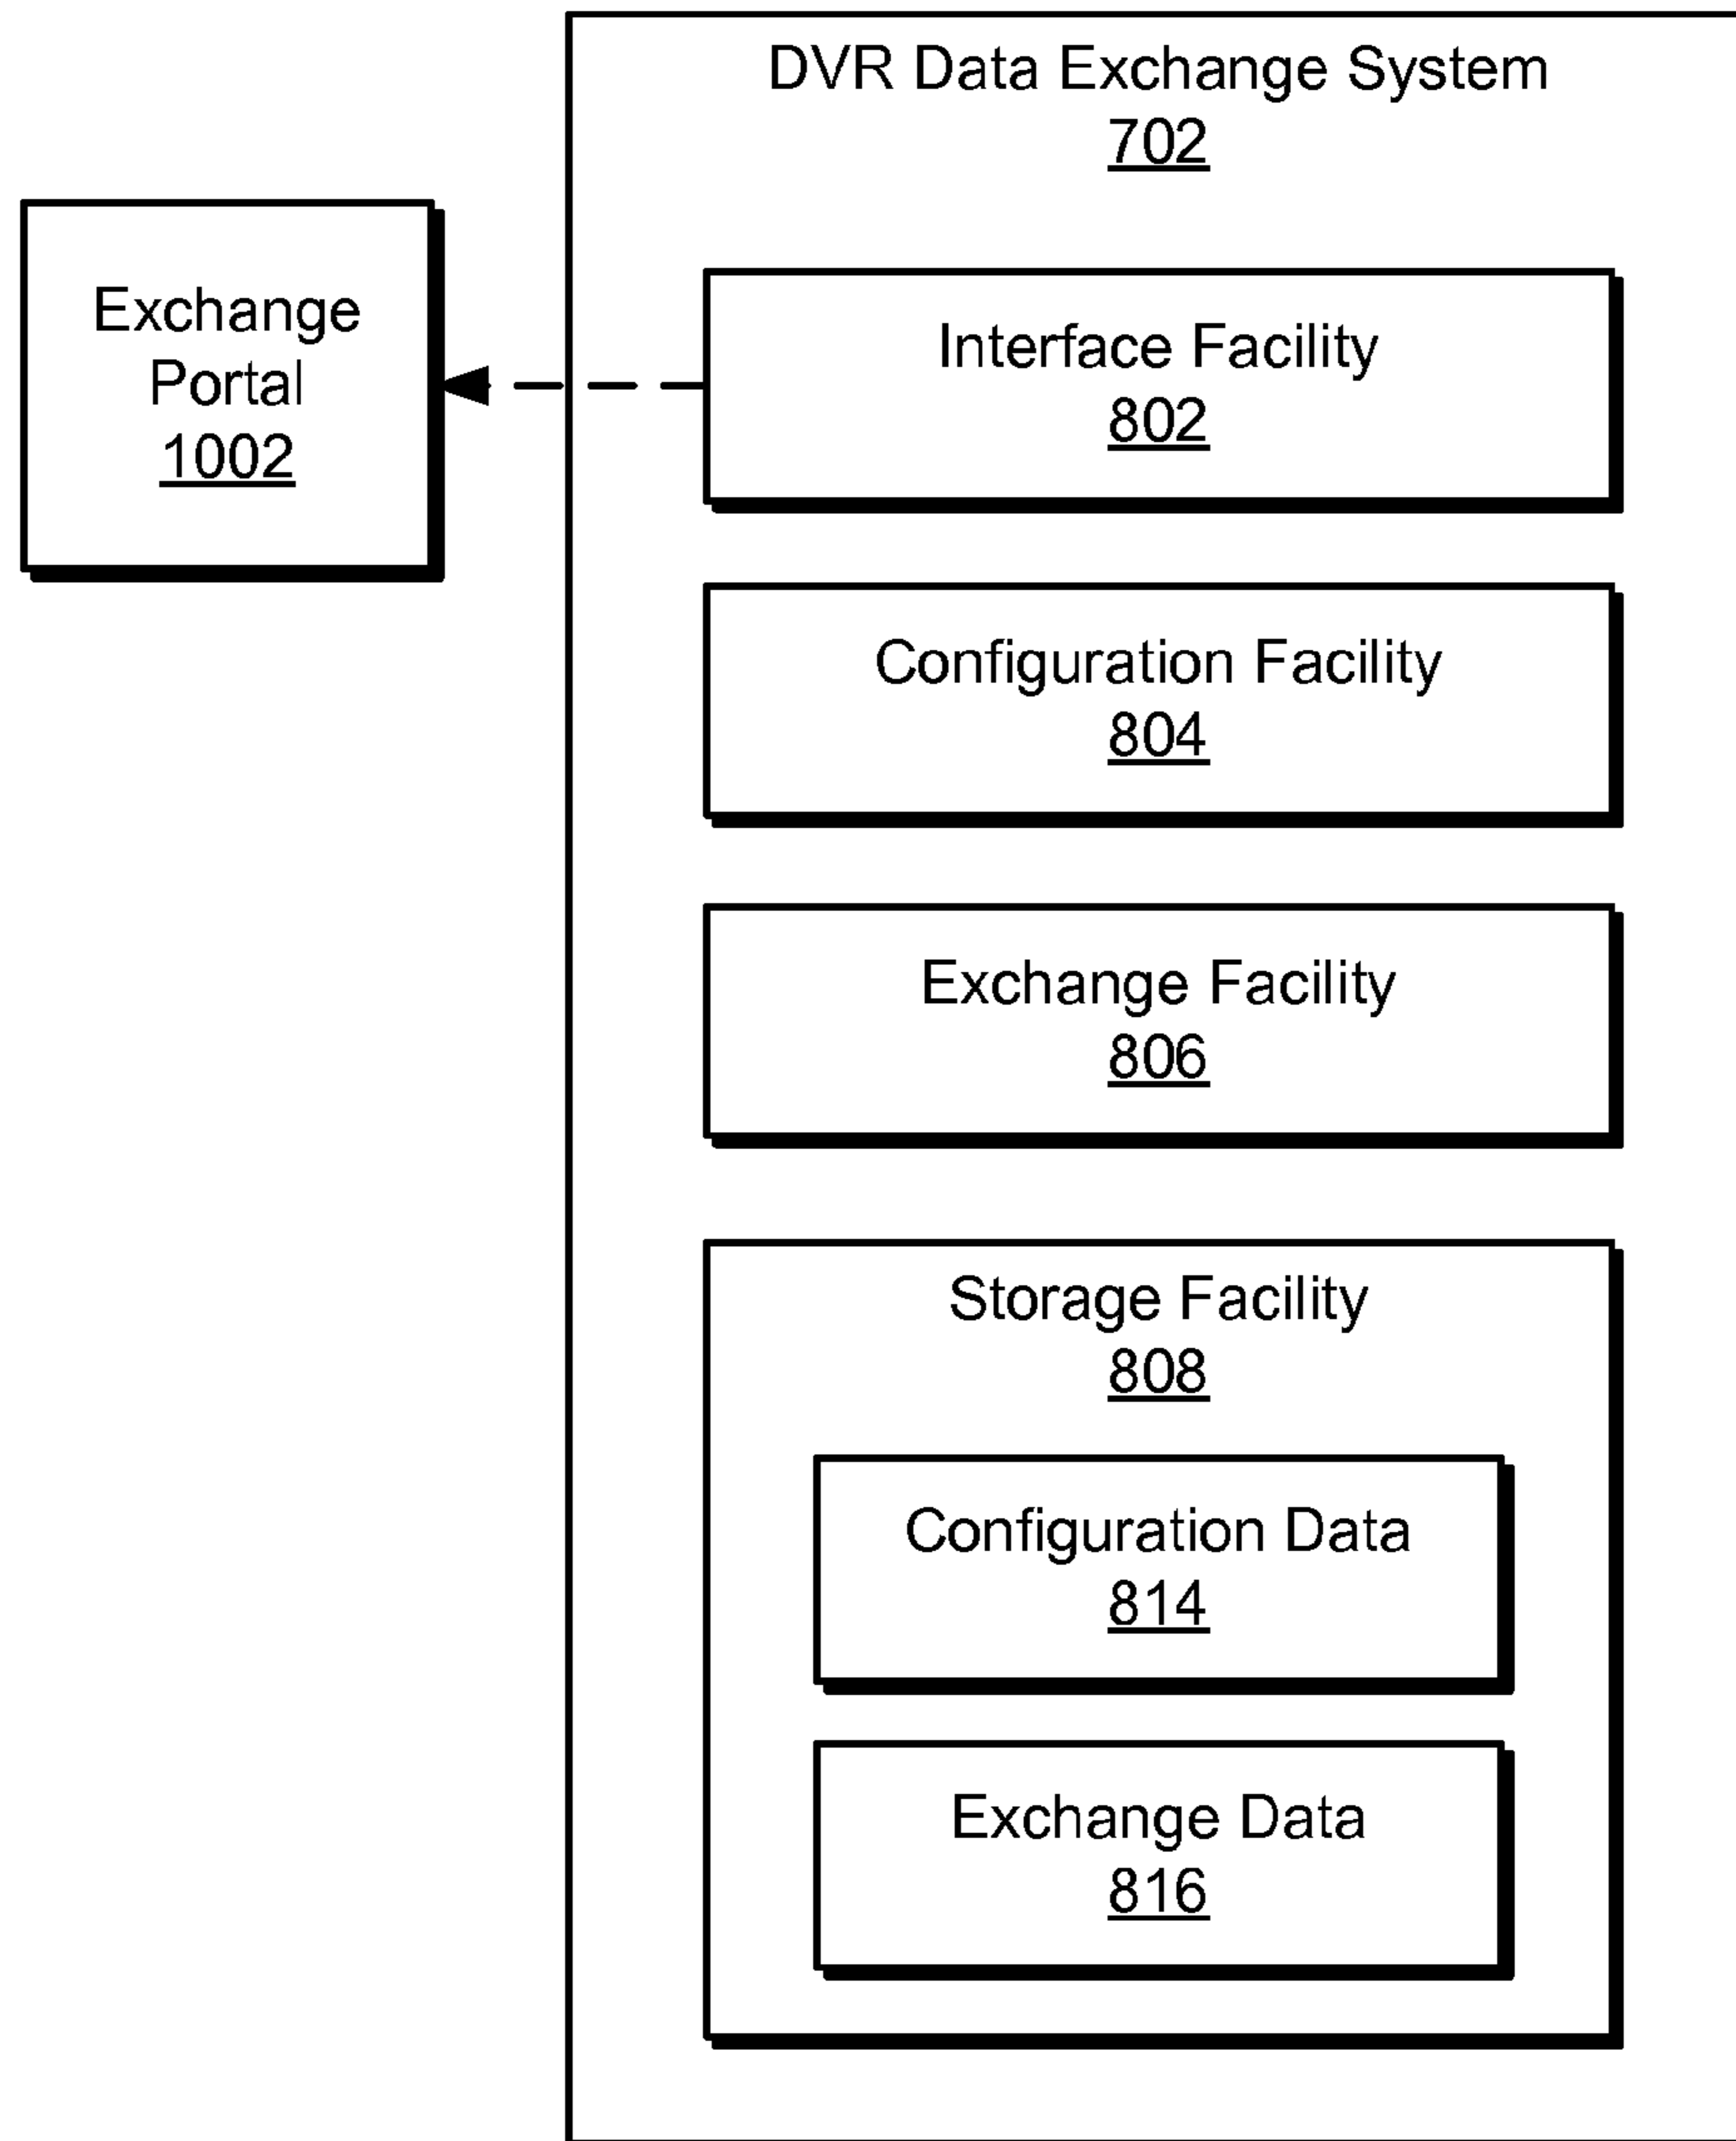 DVR Data Exchange System
702
Exchange
Portal
1002
Interface Facility
802
Configuration Facility
804
Exchange Facility
806
Storage Facility
808
Configuration Data
814
Exchange Data
816